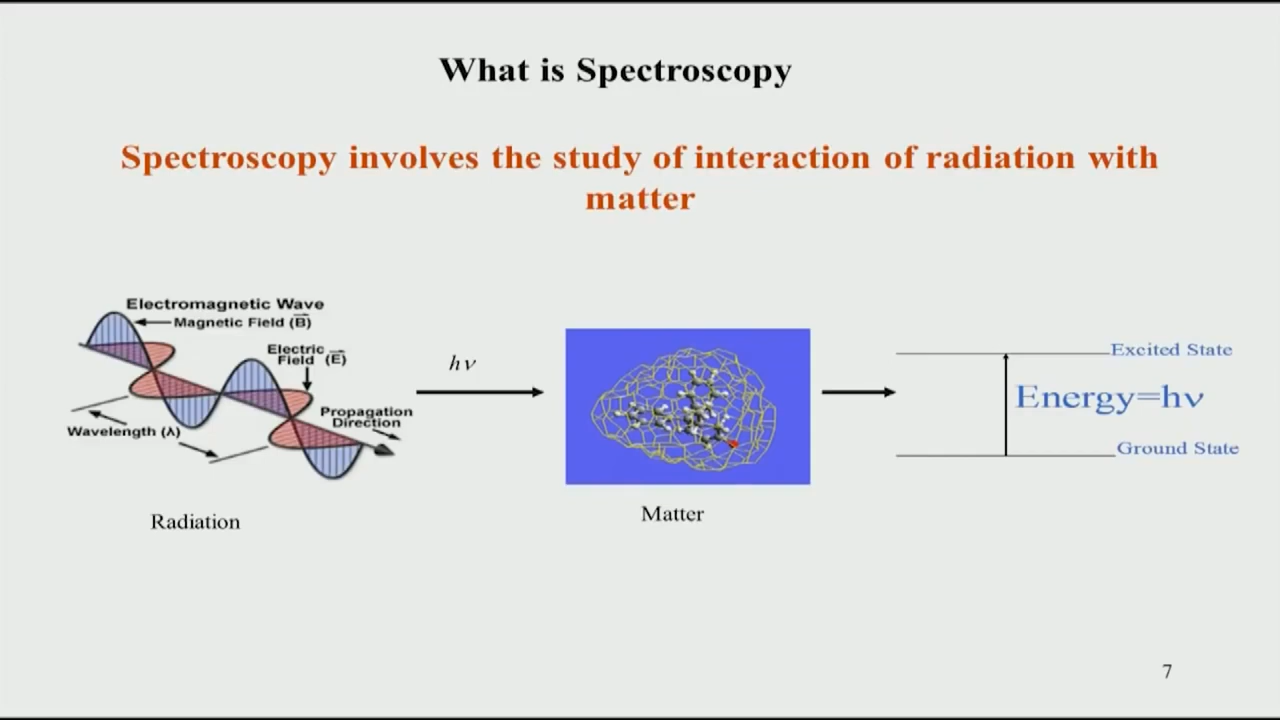 What is Spectroscopy
Spectroscopy involves the study of interaction of radiation with
matter
Electromagnetic Wave
Magnetic Field (B⃗)
Electric
Field (E⃗)
Propagation
Direction
Wavelength (λ)
Radiation
hν
Matter
Excited State
Energy=hν
Ground State
7